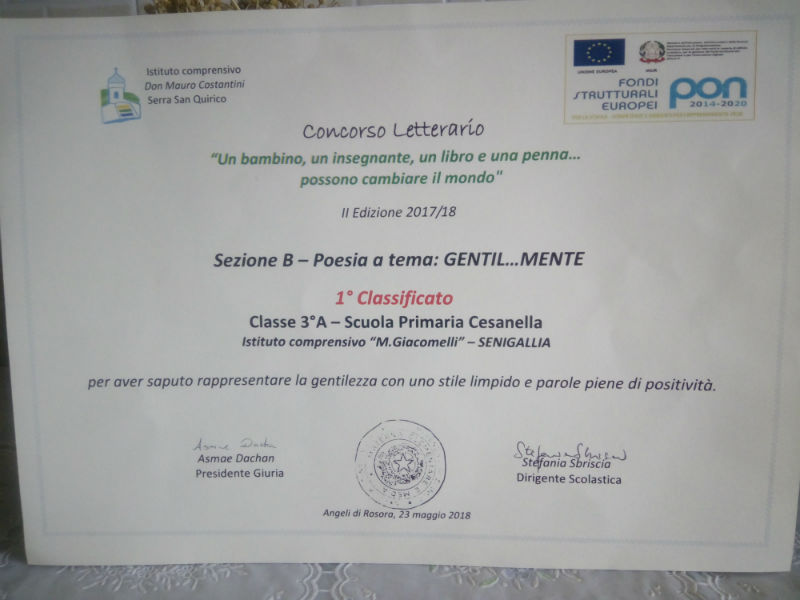 Istituto comprensivo
Don Mauro Costantini
Serra San Quirico
UNIONE EUROPEA
MIUR
FONDI
STRUTTURALI
EUROPEI
pon
2014-2020
Concorso Letterario
“Un bambino, un insegnante, un libro e una penna...
possono cambiare il mondo"
II Edizione 2017/18
Sezione B – Poesia a tema: GENTIL...MENTE
1° Classificato
Classe 3°A – Scuola Primaria Cesanella
Istituto comprensivo “M.Giacomelli” – SENIGALLIA
per aver saputo rappresentare la gentilezza con uno stile limpido e parole piene di positività.
Asmae Dachan
Presidente Giuria
Stefania Sbriscia
Dirigente Scolastica
Angeli di Rosora, 23 maggio 2018